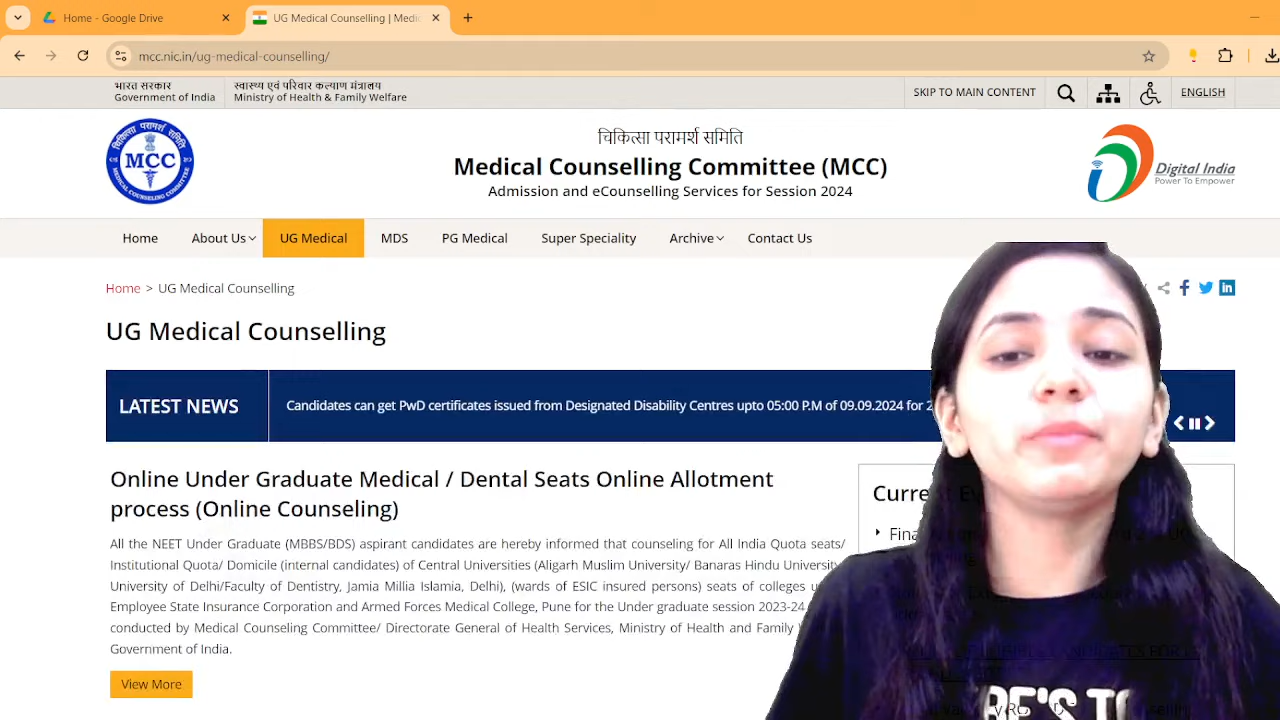 Home - Google Drive
UG Medical Counselling | Medi
mcc.nic.in/ug-medical-counselling/
भारत सरकार
Government of India
स्वास्थ्य एवं परिवार कल्याण मंत्रालय
Ministry of Health & Family Welfare
SKIP TO MAIN CONTENT
ENGLISH
MCC
MEDICAL COUNSELLING COMMITTEE
चिकित्सा परामर्श समिति
Medical Counselling Committee (MCC)
Admission and eCounselling Services for Session 2024
Digital India
Power To Empower
Home
About Us
UG Medical
MDS
PG Medical
Super Speciality
Archive
Contact Us
Home > UG Medical Counselling
UG Medical Counselling
LATEST NEWS
Candidates can get PwD certificates issued from Designated Disability Centres upto 05:00 P.M of 09.09.2024 for 2
Online Under Graduate Medical / Dental Seats Online Allotment
process (Online Counseling)
All the NEET Under Graduate (MBBS/BDS) aspirant candidates are hereby informed that counseling for All India Quota seats/
Institutional Quota/ Domicile (internal candidates) of Central Universities (Aligarh Muslim University/ Banaras Hindu University
University of Delhi/Faculty of Dentistry, Jamia Millia Islamia, Delhi), (wards of ESIC insured persons) seats of colleges u
Employee State Insurance Corporation and Armed Forces Medical College, Pune for the Under graduate session 2023-24
conducted by Medical Counseling Committee/ Directorate General of Health Services, Ministry of Health and Family
Government of India.
View More
Curre
Fina